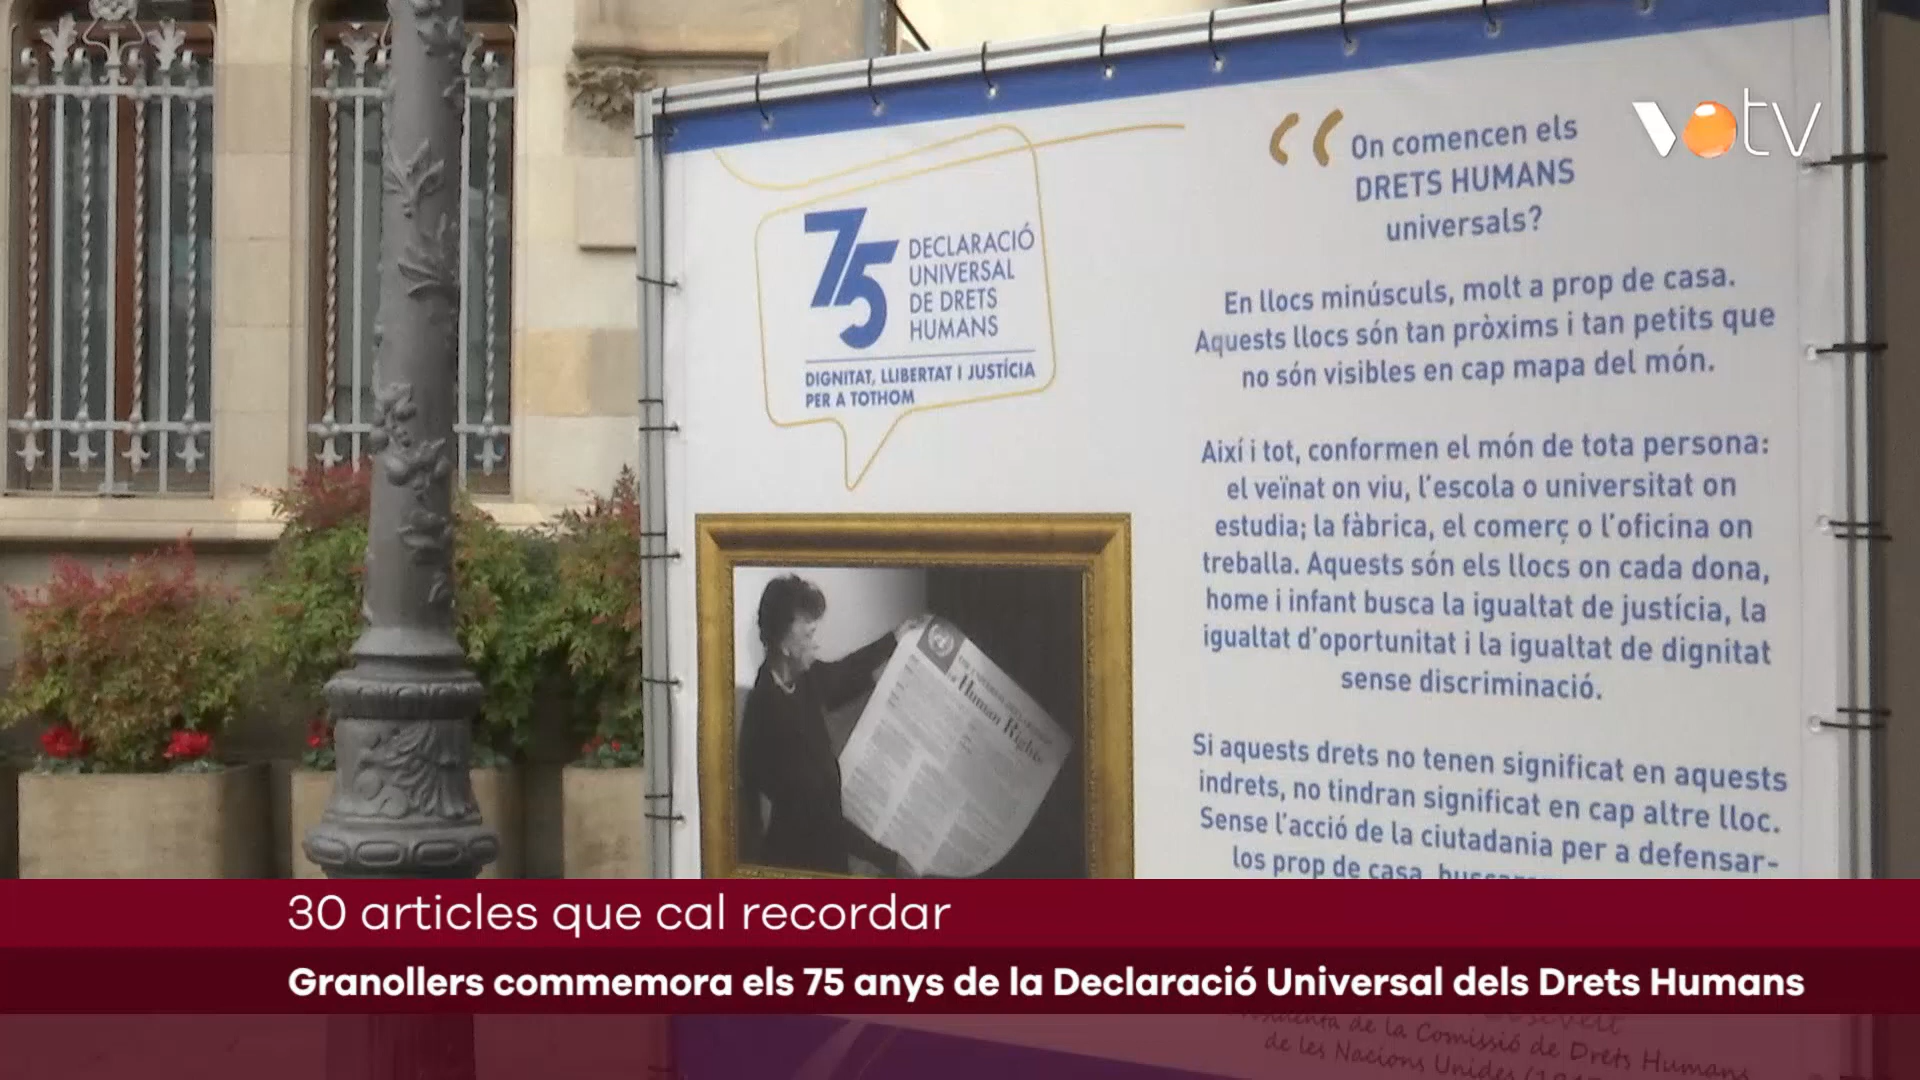 votv
75
DECLARACIÓ
UNIVERSAL
DE DRETS
HUMANS
DIGNITAT, LLIBERTAT I JUSTÍCIA
PER A TOTHOM
On comencen els
DRETS HUMANS
universals?
En llocs minúsculs, molt a prop de casa.
Aquests llocs són tan pròxims i tan petits que
no són visibles en cap mapa del món.
Així i tot, conformen el món de tota persona:
el veïnat on viu, l'escola o universitat on
estudia; la fàbrica, el comerç o l'oficina on
treballa. Aquests són els llocs on cada dona,
home i infant busca la igualtat de justícia, la
igualtat d'oportunitat i la igualtat de dignitat
sense discriminació.
Si aquests drets no tenen significat en aquests
indrets, no tindran significat en cap altre lloc.
Sense l'acció de la ciutadania per a defensar-
los prop de casa,
Human Rights
30 articles que cal recordar
Granollers commemora els 75 anys de la Declaració Universal dels Drets Humans
de la Comissió de Drets Humans
de les Nacions Unides